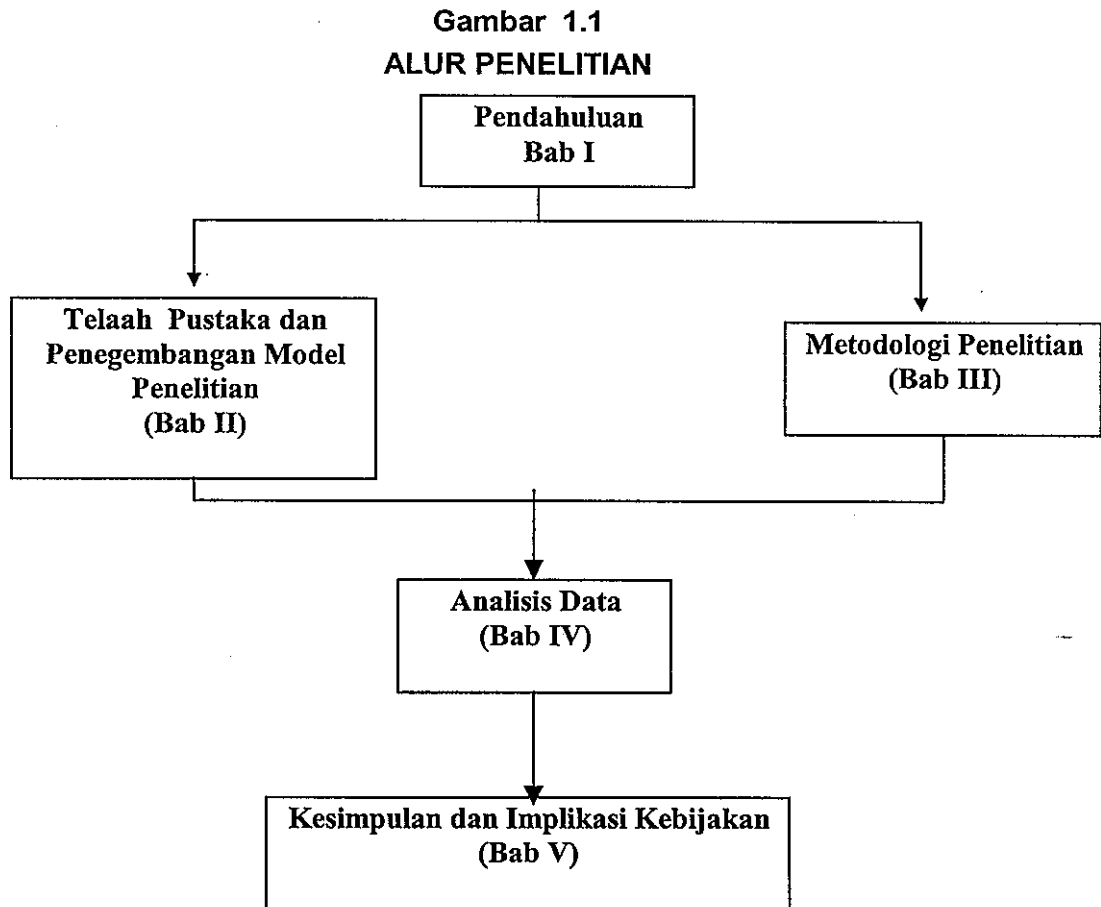 Gambar 1.1
ALUR PENELITIAN
Pendahuluan
Bab I
Telaah Pustaka dan
Penegembangan Model
Penelitian
(Bab II)
Metodologi Penelitian
(Bab III)
Analisis Data
(Bab IV)
Kesimpulan dan Implikasi Kebijakan
(Bab V)